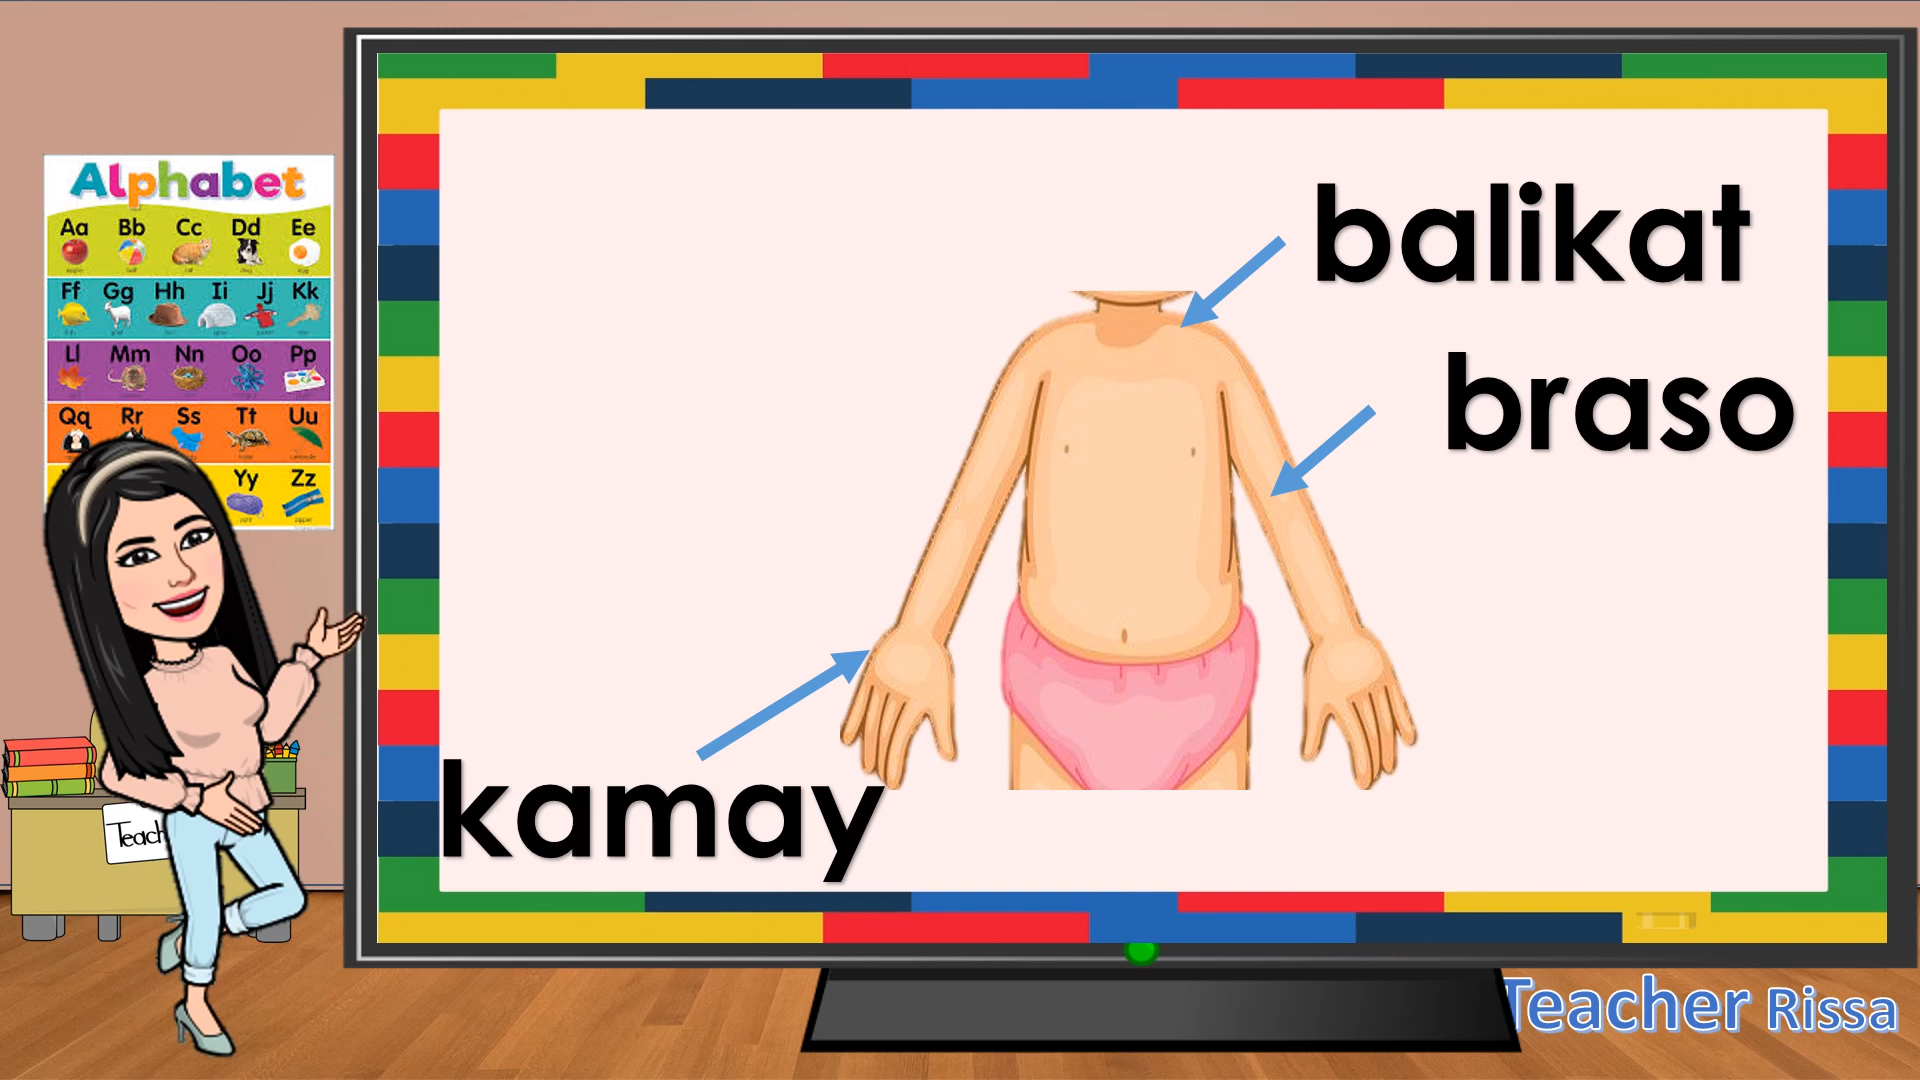 Alphabet
Aa Bb Cc Dd Ee
Ff Gg Hh Ii Jj Kk
Ll Mm Nn Oo Pp
Qq Rr Ss Tt Uu
Yy Zz
Teach
balikat
braso
kamay
Teacher Rissa